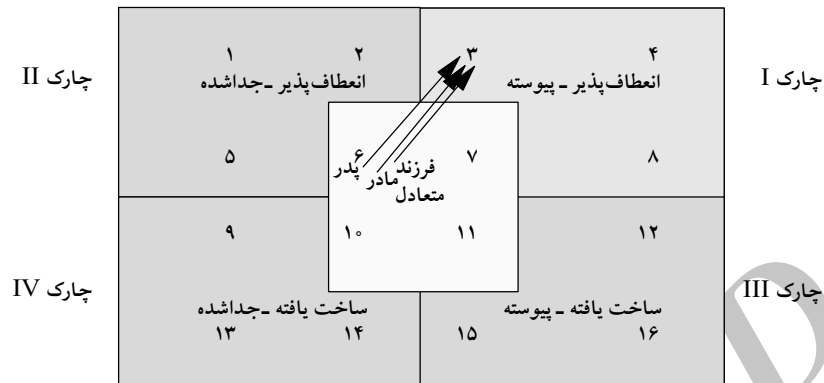 ۴ ۳ ۲ ۱
چارک I انعطاف‌پذیر ـ پیوسته انعطاف‌پذیر ـ جداشده چارک II
۸ ۷ ۶ ۵
فرزند مادر پدر
متعادل
۱۲ ۱۱ ۱۰ ۹
چارک III ساخت یافته ـ پیوسته ساخت یافته ـ جداشده چارک IV
۱۶ ۱۵ ۱۴ ۱۳